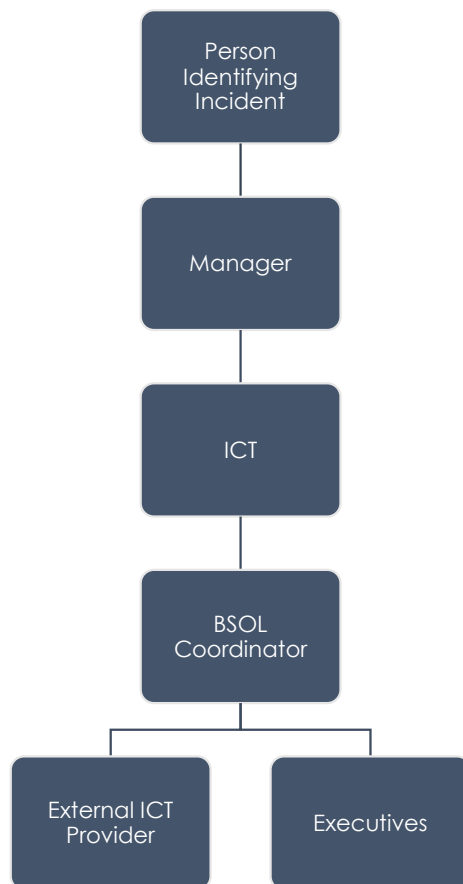 Person
Identifying
Incident
Manager
ICT
BSOL
Coordinator
External ICT
Provider
Executives